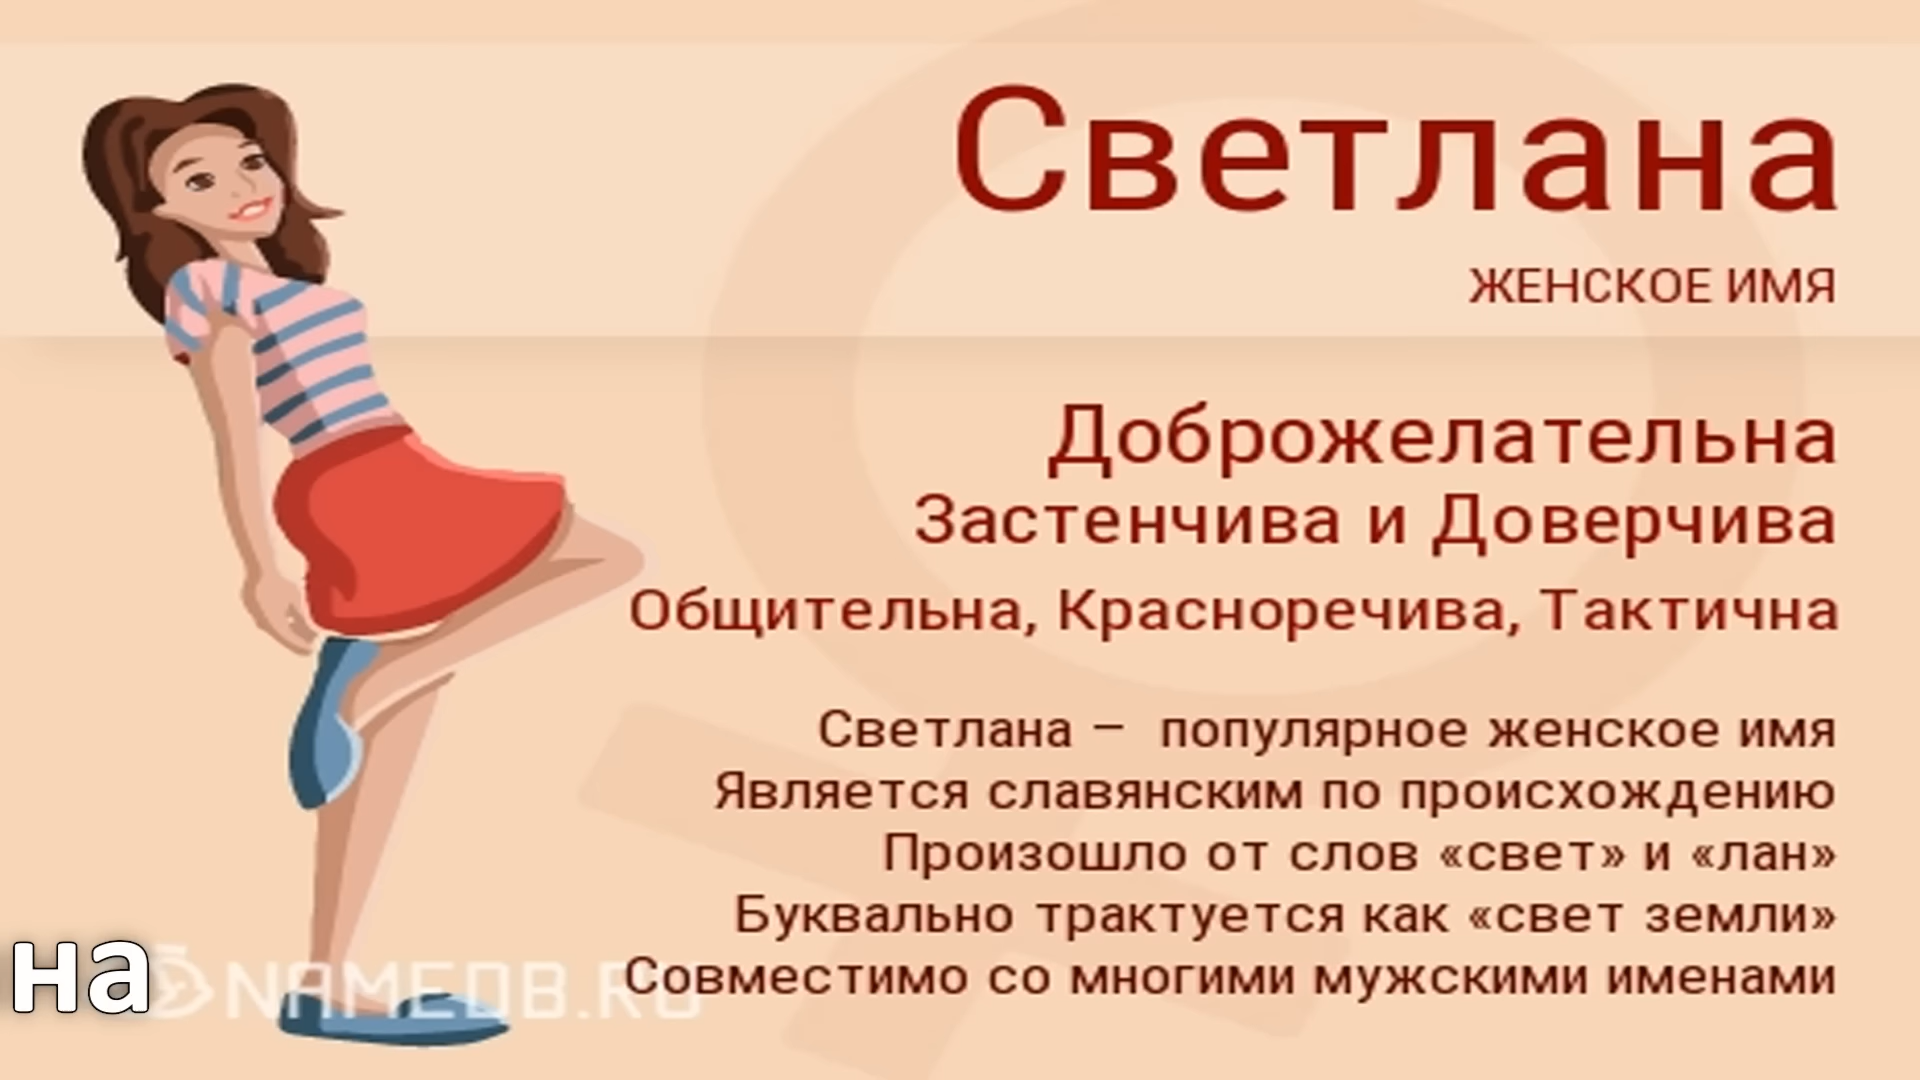 Светлана
ЖЕНСКОЕ ИМЯ
Доброжелательна
Застенчива и Доверчива
Общительна, Красноречива, Тактична
Светлана – популярное женское имя
Является славянским по происхождению
Произошло от слов «свет» и «лан»
Буквально трактуется как «свет земли»
Совместимо со многими мужскими именами
на
NAMEDB.RU